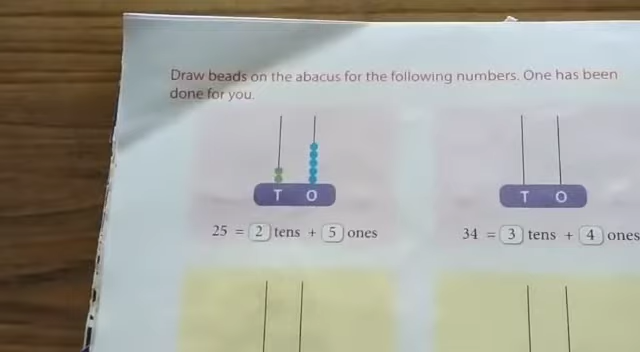 Draw beads on the abacus for the following numbers. One has been
done for you.
T O
T O
25 = 2 tens + 5 ones
34 = 3 tens + 4 ones